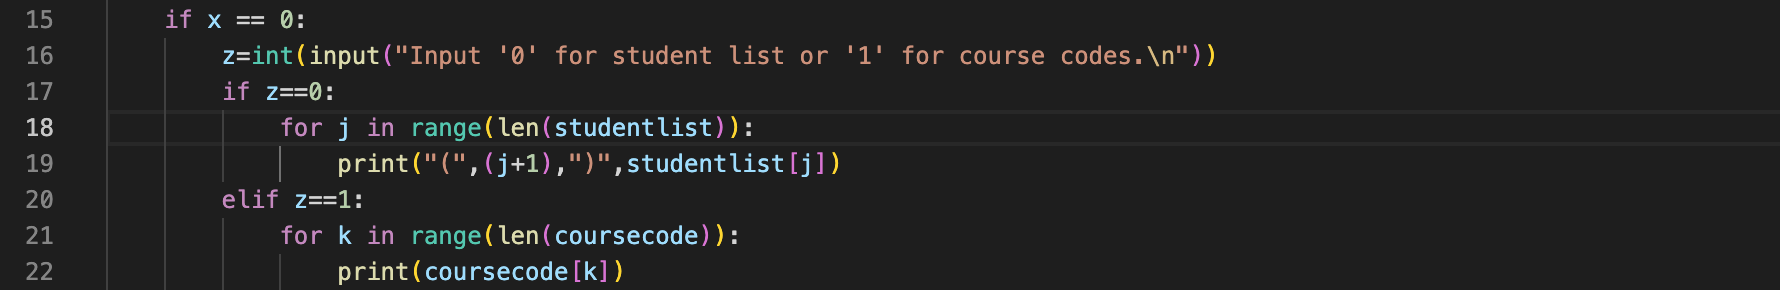 15 if x == 0:
16 z=int(input("Input '0' for student list or '1' for course codes.\n"))
17 if z==0:
18 for j in range(len(studentlist)):
19 print("(",(j+1),")",studentlist[j])
20 elif z==1:
21 for k in range(len(coursecode)):
22 print(coursecode[k])